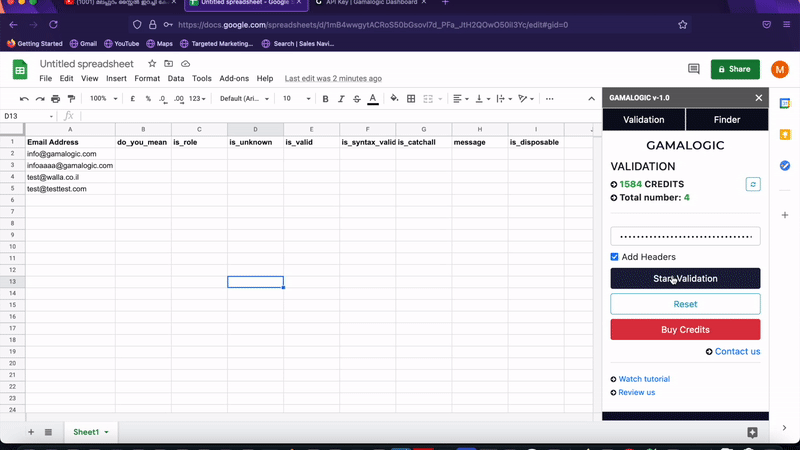 (1001) മലപ്പുറം സ്റ്റൈൽ ഇറച്ചി
Untitled spreadsheet - Google S
API Key | Gamalogic Dashboard
https://docs.google.com/spreadsheets/d/1mB4wwgytACRoS50bGsovI7d_PFa_JtH2QOwO50iI3Yc/edit#gid=0
Getting Started Gmail YouTube Maps Targeted Marketing... Search | Sales Navi...
Untitled spreadsheet
File Edit View Insert Format Data Tools Add-ons Help Last edit was 2 minutes ago
Share
M
100% £ % .0 .00 123 Default (Ari... 10 B I S A
D13 fx
A B C D E F G H I
1 Email Address do_you_mean is_role is_unknown is_valid is_syntax_valid is_catchall message is_disposable
2 info@gamalogic.com
3 infoaaaa@gamalogic.com
4 test@walla.co.il
5 test@testtest.com
6
7
8
9
10
11
12
13
14
15
16
17
18
19
20
21
22
23
24
Sheet1
GAMALOGIC v-1.0
Validation Finder
GAMALOGIC
VALIDATION
1584 CREDITS
Total number: 4
Add Headers
Start Validation
Reset
Buy Credits
Contact us
Watch tutorial
Review us